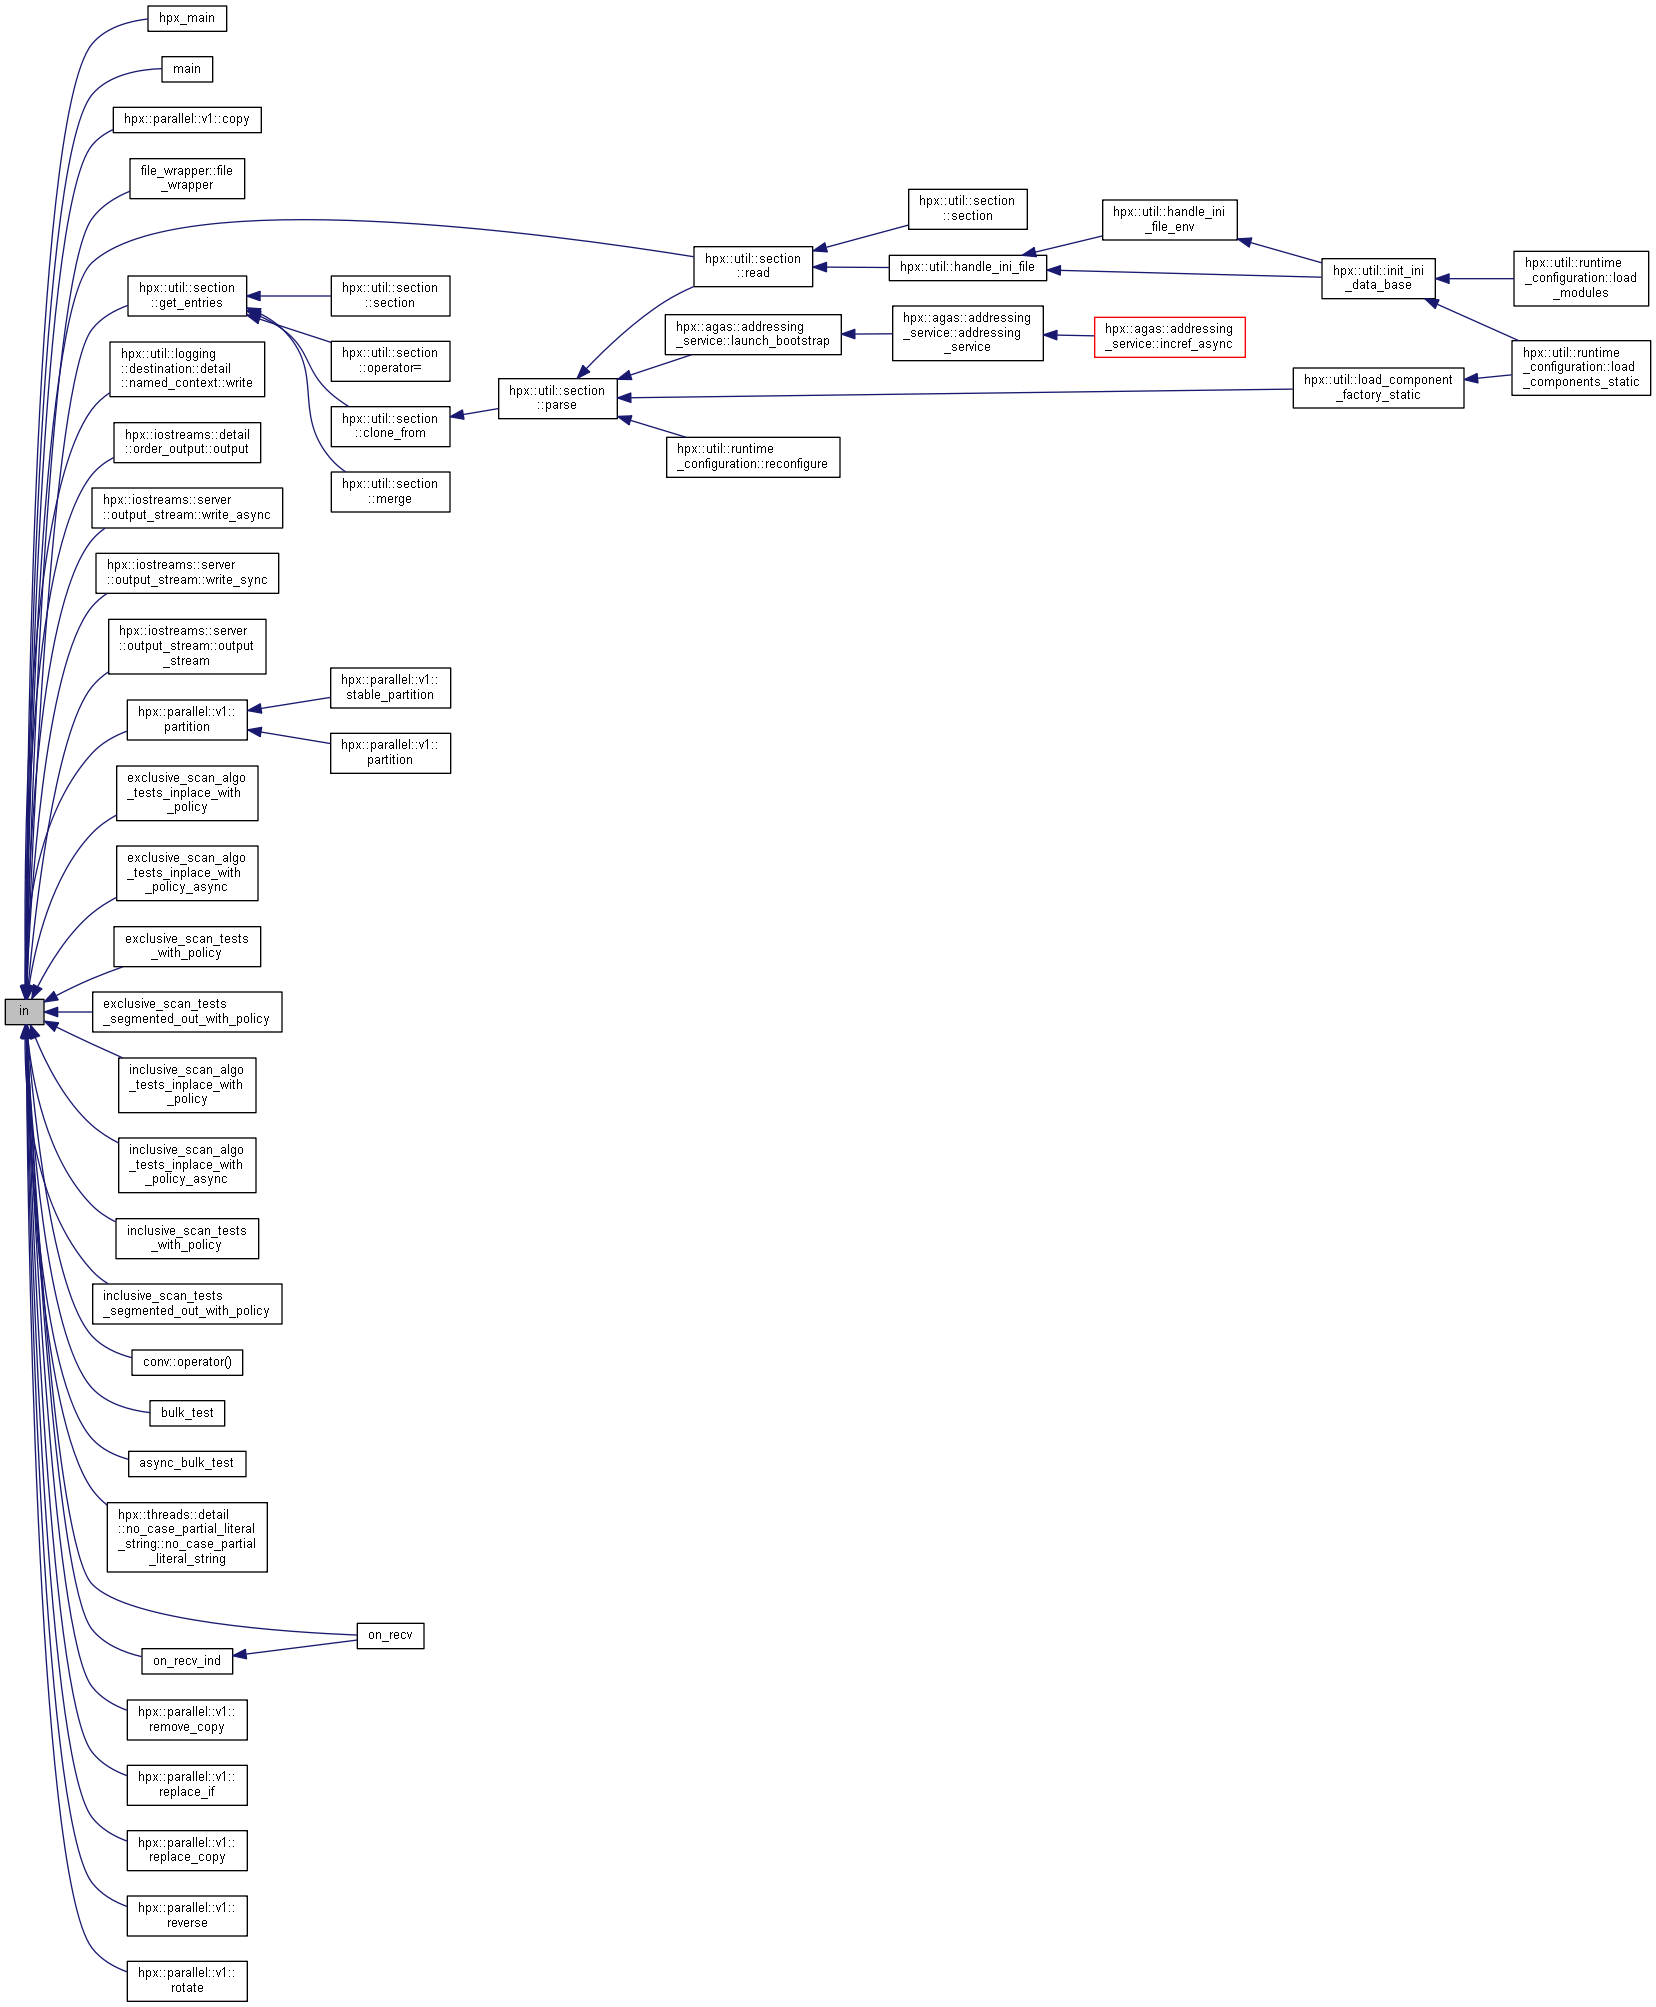 hpx_main
main
hpx::parallel::v1::copy
file_wrapper::file
_wrapper
hpx::util::section
::get_entries
hpx::util::logging
::destination::detail
::named_context::write
hpx::iostreams::detail
::order_output::output
hpx::iostreams::server
::output_stream::write_async
hpx::iostreams::server
::output_stream::write_sync
hpx::iostreams::server
::output_stream::output
_stream
hpx::parallel::v1::
partition
exclusive_scan_algo
_tests_inplace_with
_policy
exclusive_scan_algo
_tests_inplace_with
_policy_async
exclusive_scan_tests
_with_policy
in
exclusive_scan_tests
_segmented_out_with_policy
inclusive_scan_algo
_tests_inplace_with
_policy
inclusive_scan_algo
_tests_inplace_with
_policy_async
inclusive_scan_tests
_with_policy
inclusive_scan_tests
_segmented_out_with_policy
conv::operator()
bulk_test
async_bulk_test
hpx::threads::detail
::no_case_partial_literal
_string::no_case_partial
_literal_string
on_recv_ind
hpx::parallel::v1::
remove_copy
hpx::parallel::v1::
replace_if
hpx::parallel::v1::
replace_copy
hpx::parallel::v1::
reverse
hpx::parallel::v1::
rotate
hpx::util::section
::section
hpx::util::section
::operator=
hpx::util::section
::clone_from
hpx::util::section
::merge
hpx::parallel::v1::
stable_partition
hpx::parallel::v1::
partition
on_recv
hpx::util::section
::parse
hpx::util::section
::read
hpx::agas::addressing
_service::launch_bootstrap
hpx::util::runtime
_configuration::reconfigure
hpx::util::section
::section
hpx::util::handle_ini_file
hpx::agas::addressing
_service::addressing
_service
hpx::util::handle_ini
_file_env
hpx::agas::addressing
_service::incref_async
hpx::util::init_ini
_data_base
hpx::util::load_component
_factory_static
hpx::util::runtime
_configuration::load
_modules
hpx::util::runtime
_configuration::load
_components_static